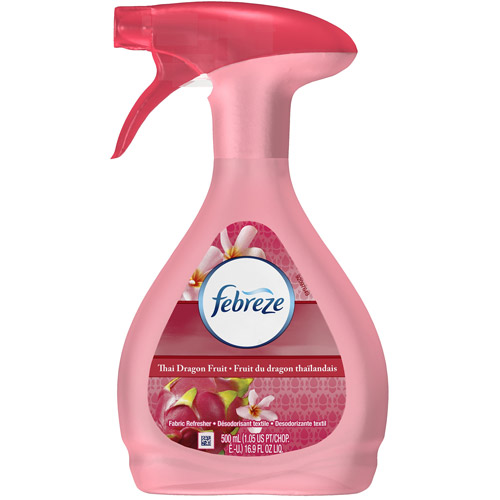 febreze
Thai Dragon Fruit • Fruit du dragon thaïlandais
Fabric Refresher • Désodorisant textile • Desodorizante textil
500 mL (1.05 US PT/CHOP.
E-U.) 16.9 FL OZ LIQ.